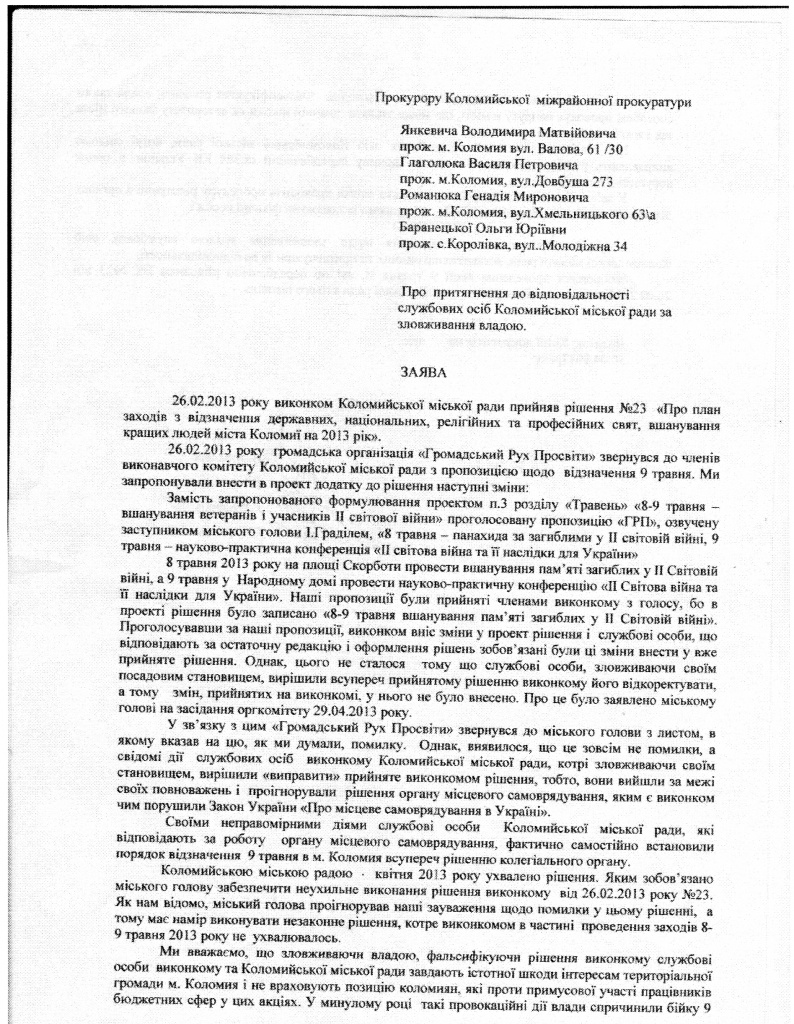 Прокурору Коломийської міжрайонної прокуратури
Янкевича Володимира Матвійовича
прож. м. Коломия вул. Валова, 61 /30
Глаголюка Василя Петровича
прож. м.Коломия, вул.Довбуша 273
Романюка Генадія Мироновича
прож. м.Коломия, вул.Хмельницького 63\а
Баранецької Ольги Юріївни
прож. с.Королівка, вул..Молодіжна 34
Про притягнення до відповідальності
службових осіб Коломийської міської ради за
зловживання владою.
ЗАЯВА
26.02.2013 року виконком Коломийської міської ради прийняв рішення №23 «Про план
заходів з відзначення державних, національних, релігійних та професійних свят, вшанування
кращих людей міста Коломиї на 2013 рік».
26.02.2013 року громадська організація «Громадський Рух Просвіти» звернувся до членів
виконавчого комітету Коломийської міської ради з пропозицією щодо відзначення 9 травня. Ми
запропонували внести в проект додатку до рішення наступні зміни:
Замість запропонованого формулювання проектом п.3 розділу «Травень» «8-9 травня –
вшанування ветеранів і учасників ІІ світової війни» проголосовану пропозицію «ГРП», озвучену
заступником міського голови І.Граділем, «8 травня – панахида за загиблими у ІІ світовій війні, 9
травня – науково-практична конференція «ІІ світова війна та її наслідки для України»
8 травня 2013 року на площі Скорботи провести вшанування пам’яті загиблих у ІІ Світовій
війні, а 9 травня у Народному домі провести науково-практичну конференцію «ІІ Світова війна та
її наслідки для України». Наші пропозиції були прийняті членами виконкому з голосу, бо в
проекті рішення було записано «8-9 травня вшанування пам’яті загиблих у ІІ Світовій війні».
Проголосувавши за наші пропозиції, виконком вніс зміни у проект рішення і службові особи, що
відповідають за остаточну редакцію і оформлення рішень зобов’язані були ці зміни внести у вже
прийняте рішення. Однак, цього не сталося тому що службові особи, зловживаючи своїм
посадовим становищем, вирішили всупереч прийнятому рішенню виконкому його відкоректувати,
а тому змін, прийнятих на виконкомі, у нього не було внесено. Про це було заявлено міському
голові на засідання оргкомітету 29.04.2013 року.
У зв’язку з цим «Громадський Рух Просвіти» звернувся до міського голови з листом, в
якому вказав на цю, як ми думали, помилку. Однак, виявилося, що це зовсім не помилки, а
свідомі дії службових осіб виконкому Коломийської міської ради, котрі зловживаючи своїм
становищем, вирішили «виправити» прийняте виконкомом рішення, тобто, вони вийшли за межі
своїх повноважень і проігнорували рішення органу місцевого самоврядування, яким є виконком
чим порушили Закон України «Про місцеве самоврядування в Україні».
Своїми неправомірними діями службові особи Коломийської міської ради, які
відповідають за роботу органу місцевого самоврядування, фактично самостійно встановили
порядок відзначення 9 травня в м. Коломия всупереч рішенню колегіального органу.
Коломийською міською радою · квітня 2013 року ухвалено рішення. Яким зобов’язано
міського голову забезпечити неухильне виконання рішення виконкому від 26.02.2013 року №23.
Як нам відомо, міський голова проігнорував наші зауваження щодо помилки у цьому рішенні, а
тому має намір виконувати незаконне рішення, котре виконкомом в частині проведення заходів 8-
9 травня 2013 року не ухвалювалось.
Ми вважаємо, що зловживаючи владою, фальсифікуючи рішення виконкому службові
особи виконкому та Коломийської міської ради завдають істотної шкоди інтересам територіальної
громади м. Коломия і не враховують позицію коломиян, які проти примусової участі працівників
бюджетних сфер у цих акціях. У минулому році такі провокаційні дії влади спричинили бійку 9